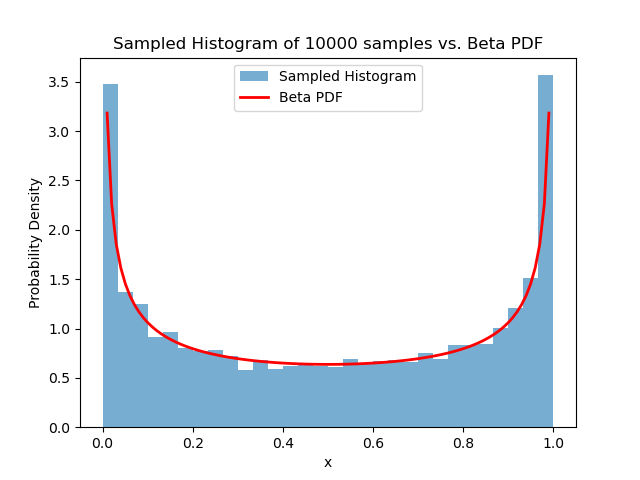 Sampled Histogram of 10000 samples vs. Beta PDF
Sampled Histogram
Beta PDF
Probability Density
3.5
3.0
2.5
2.0
1.5
1.0
0.5
0.0
0.0 0.2 0.4 0.6 0.8 1.0
x